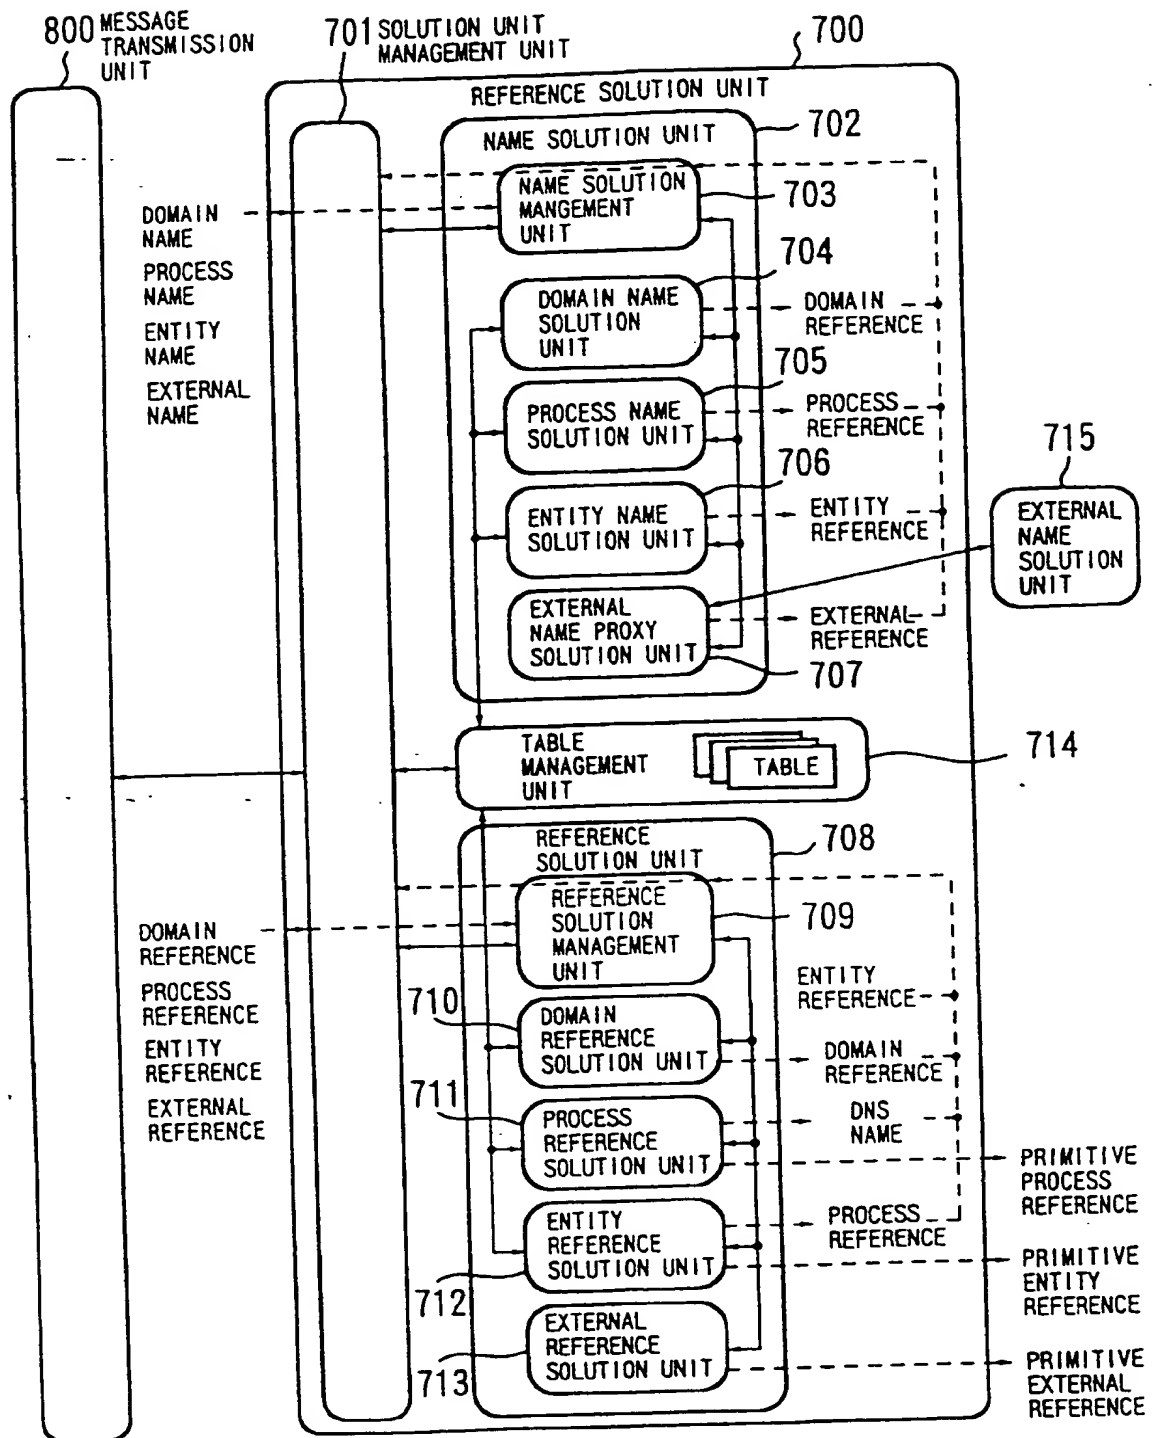 800 MESSAGE
TRANSMISSION
UNIT
701 SOLUTION UNIT
MANAGEMENT UNIT
700
REFERENCE SOLUTION UNIT
NAME SOLUTION UNIT
702
NAME SOLUTION
MANGEMENT
UNIT
703
DOMAIN
NAME
PROCESS
NAME
ENTITY
NAME
EXTERNAL
NAME
704
DOMAIN NAME
SOLUTION
UNIT
DOMAIN
REFERENCE
705
PROCESS NAME
SOLUTION UNIT
PROCESS
REFERENCE
706
ENTITY NAME
SOLUTION UNIT
ENTITY
REFERENCE
715
EXTERNAL
NAME
SOLUTION
UNIT
EXTERNAL
NAME PROXY
SOLUTION UNIT
EXTERNAL
REFERENCE
707
TABLE
MANAGEMENT
UNIT
TABLE
714
REFERENCE
SOLUTION UNIT
708
REFERENCE
SOLUTION
MANAGEMENT
UNIT
709
DOMAIN
REFERENCE
PROCESS
REFERENCE
ENTITY
REFERENCE
EXTERNAL
REFERENCE
ENTITY
REFERENCE
710
DOMAIN
REFERENCE
SOLUTION UNIT
DOMAIN
REFERENCE
711
PROCESS
REFERENCE
SOLUTION UNIT
DNS
NAME
PRIMITIVE
PROCESS
REFERENCE
ENTITY
REFERENCE
SOLUTION UNIT
PROCESS
REFERENCE
712
PRIMITIVE
ENTITY
REFERENCE
EXTERNAL
REFERENCE
SOLUTION UNIT
713
PRIMITIVE
EXTERNAL
REFERENCE